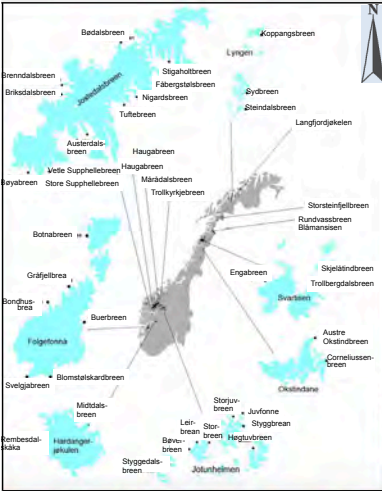 N
Bødalsbreen
Koppangsbreen
Lyngen
Stigaholtbreen
Brenndalsbreen
Fåbergstølsbreen
Briksdalsbreen
Jostedalsbreen
Nigardsbreen
Sydbreen
Tuftebreen
Steindalsbreen
Langfjordjøkelen
Austerdals-
breen
Haugabreen
Haugabreen
Vetle Supphellebreen
Bøyabreen
Store Supphellebreen
Mårådalsbreen
Trollkyrkjebreen
Storsteinfjellbreen
Rundvassbreen
Blåmansisen
Botnabreen
Skjelåtindbreen
Engabreen
Trollbergdalsbreen
Gråfjellbrea
Svartisen
Bondhus-
brea
Buerbreen
Folgefonna
Austre
Okstindbreen
Corneliussen-
breen
Okstindane
Svelgjabreen
Blomstølskardbreen
Midtdals-
breen
Storjuv-
breen
Juvfonne
Leir-
brean
Stor-
breen
Styggbrean
Høgtuvbreen
Rembesdal-
skåka
Hardanger-
jøkulen
Bøver-
breen
Styggedals-
breen
Jotunheimen